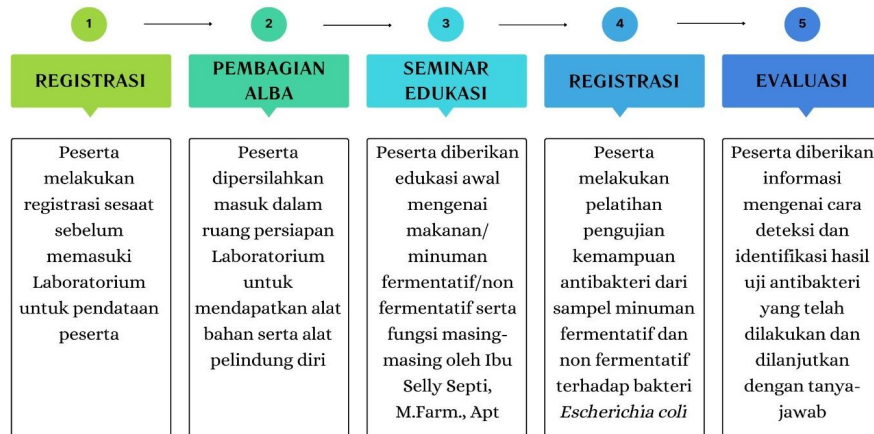 1
REGISTRASI
Peserta
melakukan
registrasi sesaat
sebelum
memasuki
Laboratorium
untuk pendataan
peserta
2
PEMBAGIAN
ALBA
Peserta
dipersilahkan
masuk dalam
ruang persiapan
Laboratorium
untuk
mendapatkan alat
bahan serta alat
pelindung diri
3
SEMINAR
EDUKASI
Peserta diberikan
edukasi awal
mengenai
makanan/
minuman
fermentatif/non
fermentatif serta
fungsi masing-
masing oleh Ibu
Selly Septi,
M.Farm., Apt
4
REGISTRASI
Peserta
melakukan
pelatihan
pengujian
kemampuan
antibakteri dari
sampel minuman
fermentatif dan
non fermentatif
terhadap bakteri
Escherichia coli
5
EVALUASI
Peserta diberikan
informasi
mengenai cara
deteksi dan
identifikasi hasil
uji antibakteri
yang telah
dilakukan dan
dilanjutkan
dengan tanya-
jawab